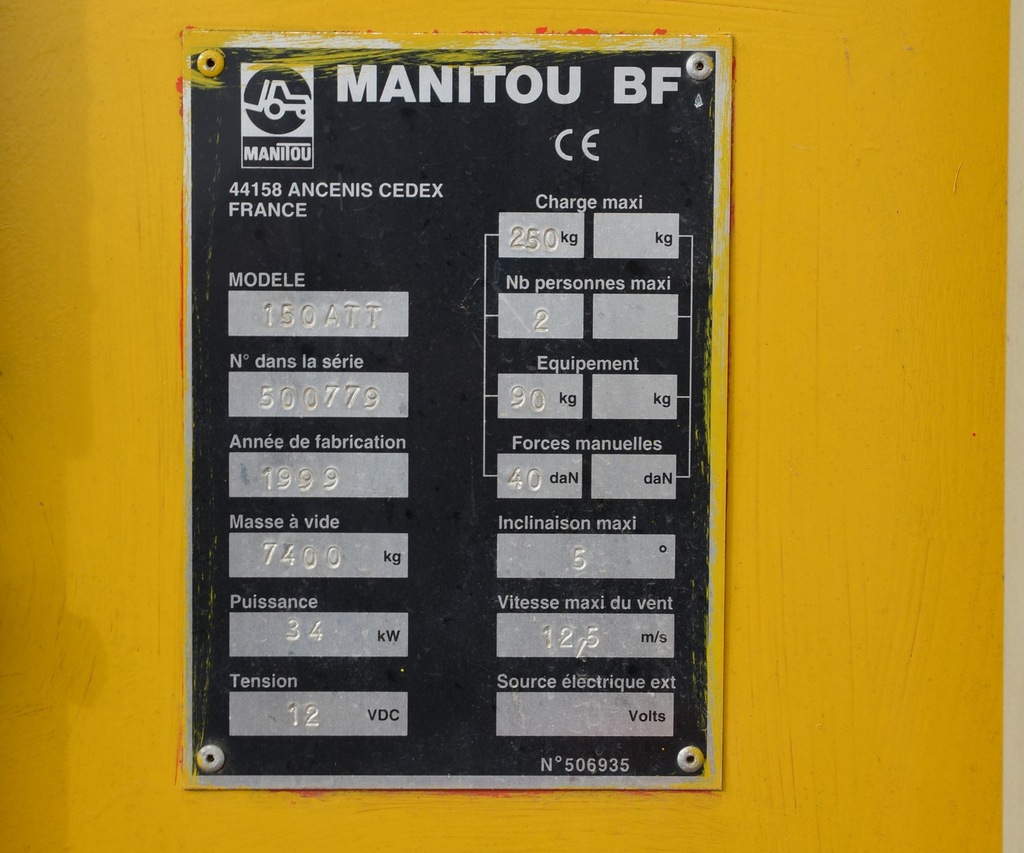 MANITOU BF
MANITOU
CE
44158 ANCENIS CEDEX
FRANCE
MODELE
150ATT
N° dans la série
500779
Année de fabrication
1999
Masse à vide
7400 kg
Puissance
34 kW
Tension
12 VDC
Charge maxi
250 kg kg
Nb personnes maxi
2
Equipement
90 kg kg
Forces manuelles
40 daN daN
Inclinaison maxi
5 °
Vitesse maxi du vent
12,5 m/s
Source électrique ext
Volts
N°506935